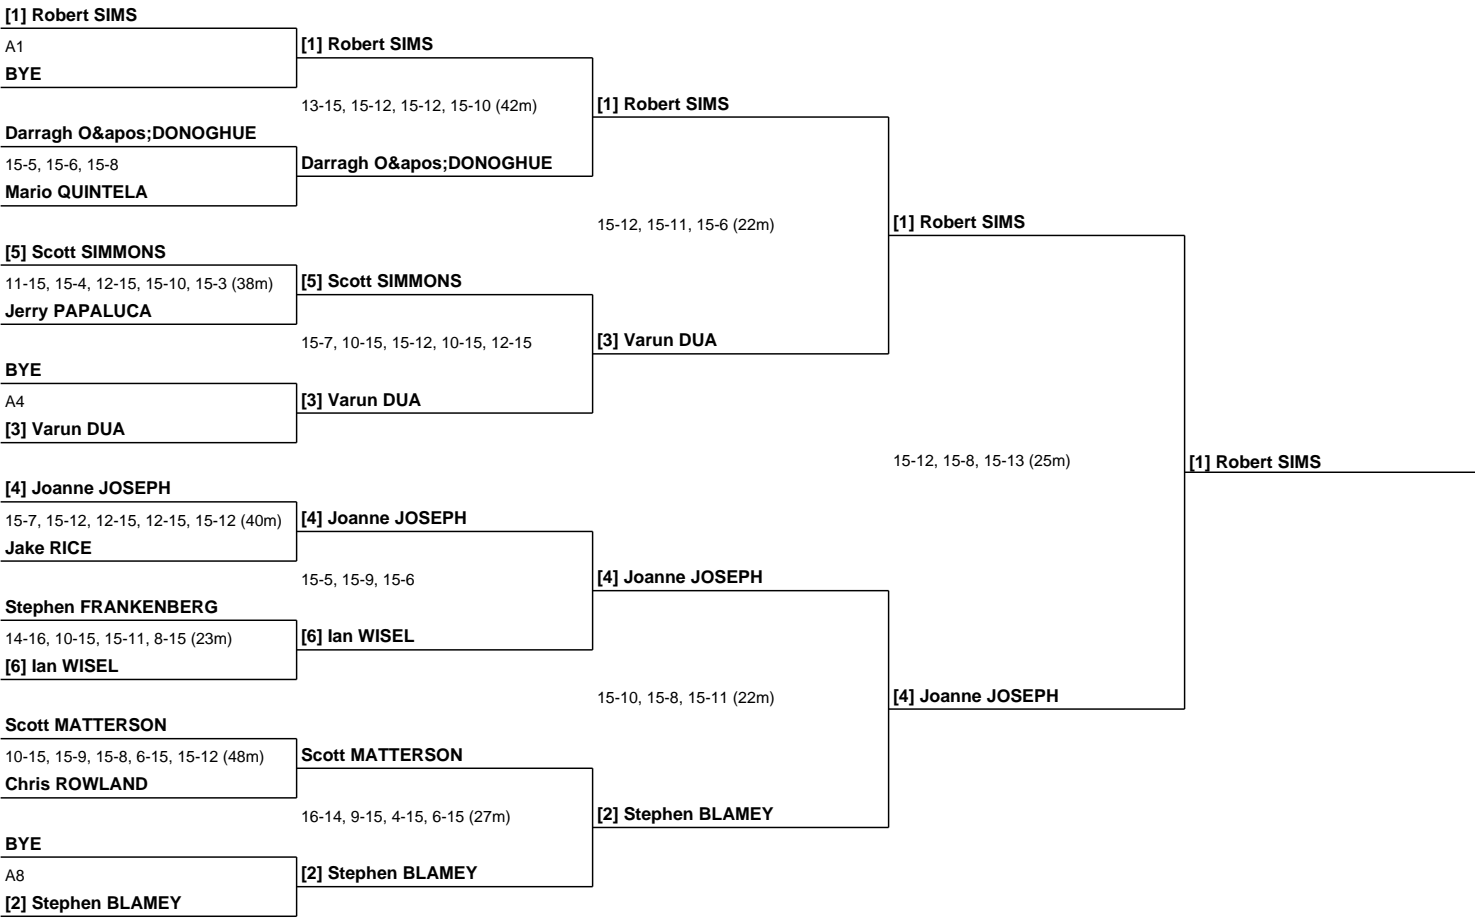 [1] Robert SIMS
A1
BYE
Darragh O&apos;DONOGHUE
15-5, 15-6, 15-8
Mario QUINTELA
[5] Scott SIMMONS
11-15, 15-4, 12-15, 15-10, 15-3 (38m)
Jerry PAPALUCA
BYE
A4
[3] Varun DUA
[4] Joanne JOSEPH
15-7, 15-12, 12-15, 12-15, 15-12 (40m)
Jake RICE
Stephen FRANKENBERG
14-16, 10-15, 15-11, 8-15 (23m)
[6] Ian WISEL
Scott MATTERSON
10-15, 15-9, 15-8, 6-15, 15-12 (48m)
Chris ROWLAND
BYE
A8
[2] Stephen BLAMEY
[1] Robert SIMS
13-15, 15-12, 15-12, 15-10 (42m)
Darragh O&apos;DONOGHUE
[5] Scott SIMMONS
15-7, 10-15, 15-12, 10-15, 12-15
[3] Varun DUA
[4] Joanne JOSEPH
15-5, 15-9, 15-6
[6] Ian WISEL
Scott MATTERSON
16-14, 9-15, 4-15, 6-15 (27m)
[2] Stephen BLAMEY
[1] Robert SIMS
15-12, 15-11, 15-6 (22m)
[3] Varun DUA
[4] Joanne JOSEPH
15-10, 15-8, 15-11 (22m)
[2] Stephen BLAMEY
[1] Robert SIMS
15-12, 15-8, 15-13 (25m)
[4] Joanne JOSEPH
[1] Robert SIMS